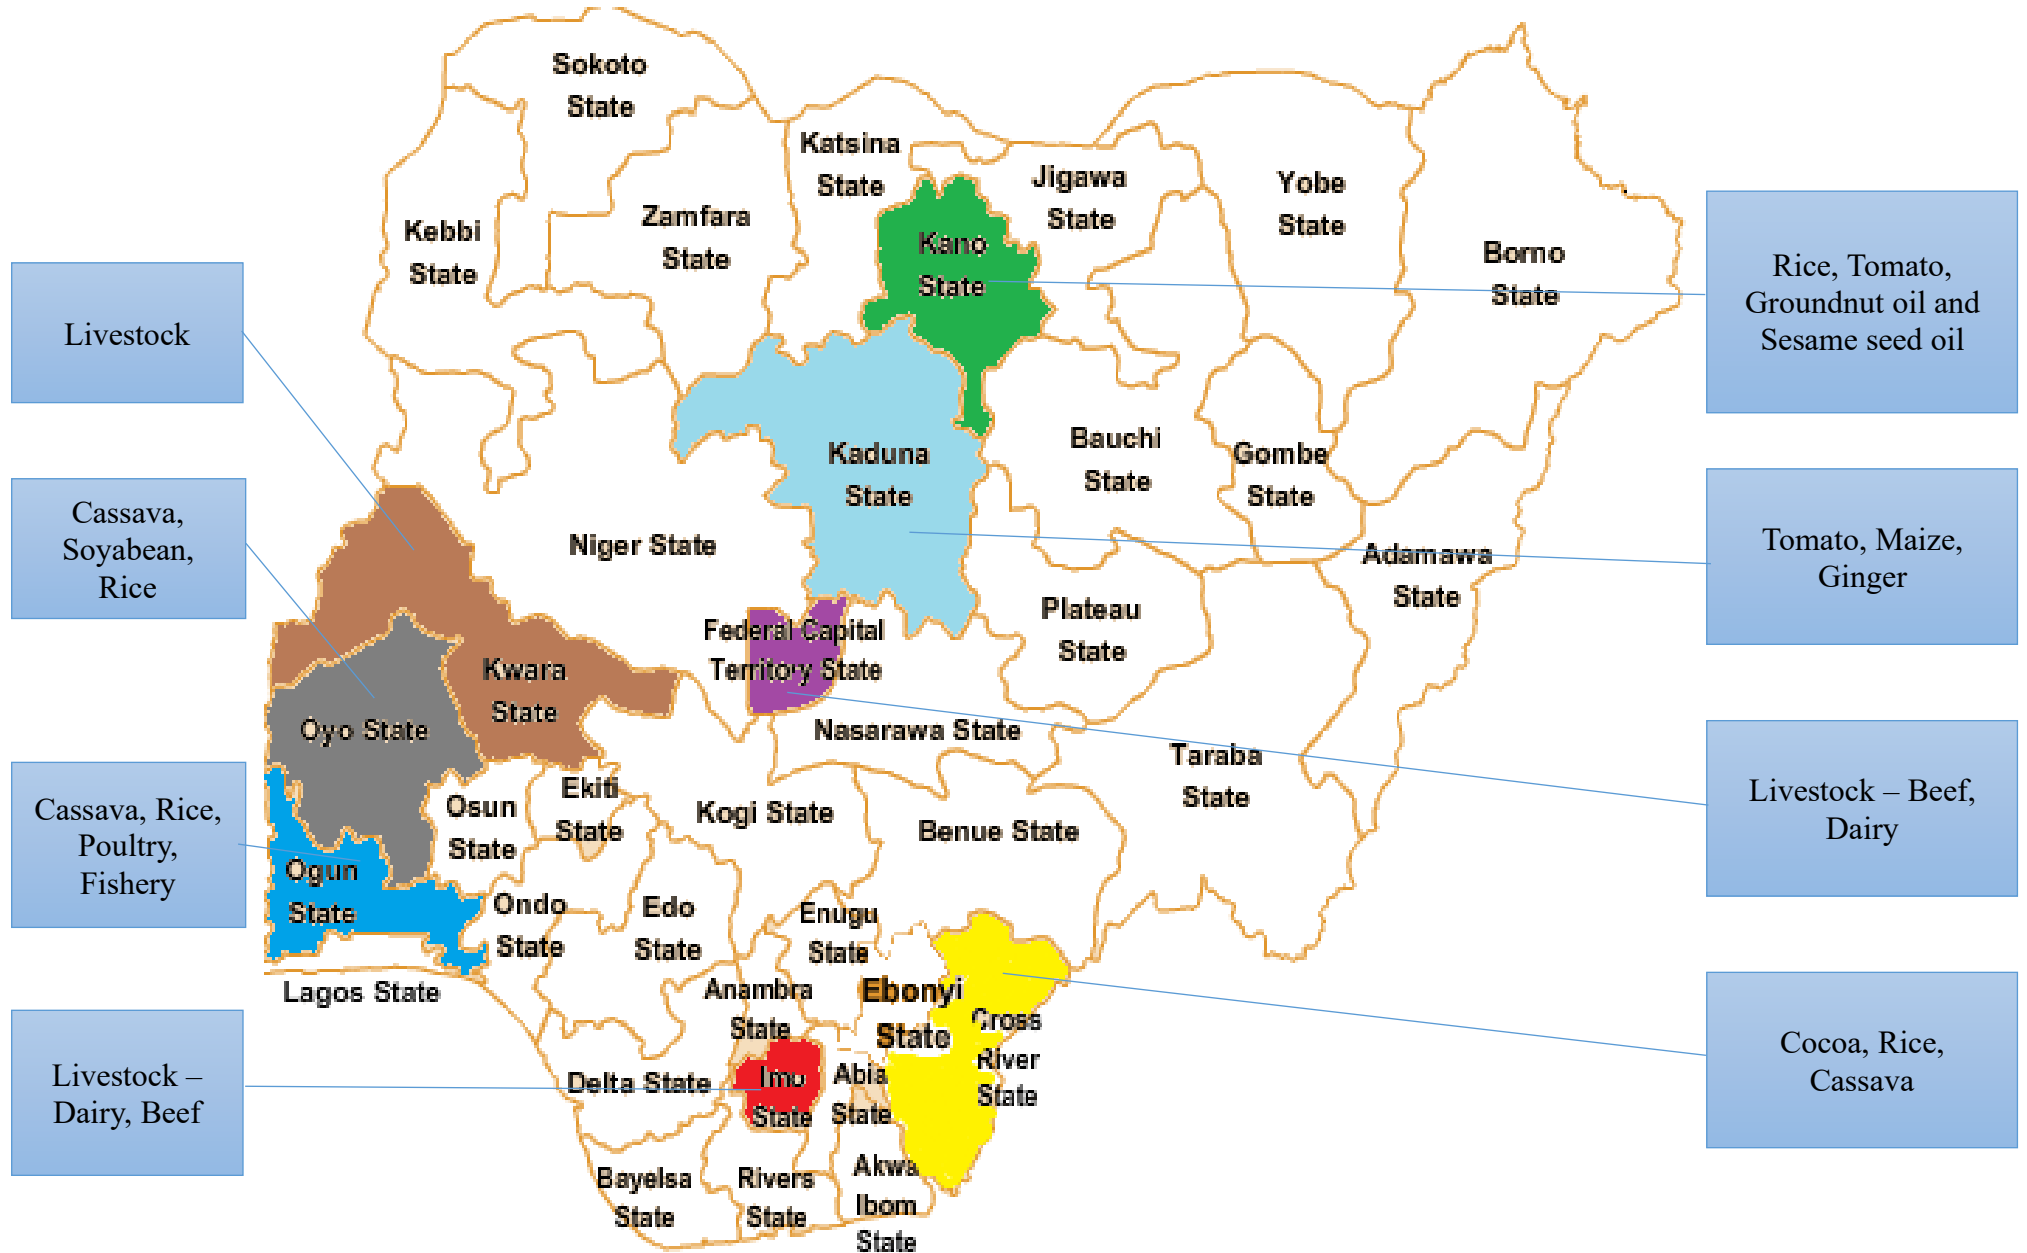 Sokoto
State
Katsina
State
Jigawa
State
Yobe
State
Kebbi
State
Zamfara
State
Kano
State
Borno
State
Rice, Tomato,
Groundnut oil and
Sesame seed oil
Livestock
Bauchi
State
Gombe
State
Kaduna
State
Cassava,
Soyabean,
Rice
Niger State
Adamawa
State
Tomato, Maize,
Ginger
Plateau
State
Federal Capital
Territory State
Kwara
State
Oyo State
Nasarawa State
Taraba
State
Livestock – Beef,
Dairy
Cassava, Rice,
Poultry,
Fishery
Osun
State
Ekiti
State
Kogi State
Benue State
Ogun
State
Ondo
State
Edo
State
Enugu
State
Lagos State
Anambra
State
Ebonyi
State
Cross
River
State
Cocoa, Rice,
Cassava
Livestock –
Dairy, Beef
Delta State
Imo
State
Abia
State
Bayelsa
State
Rivers
State
Akwa
Ibom
State